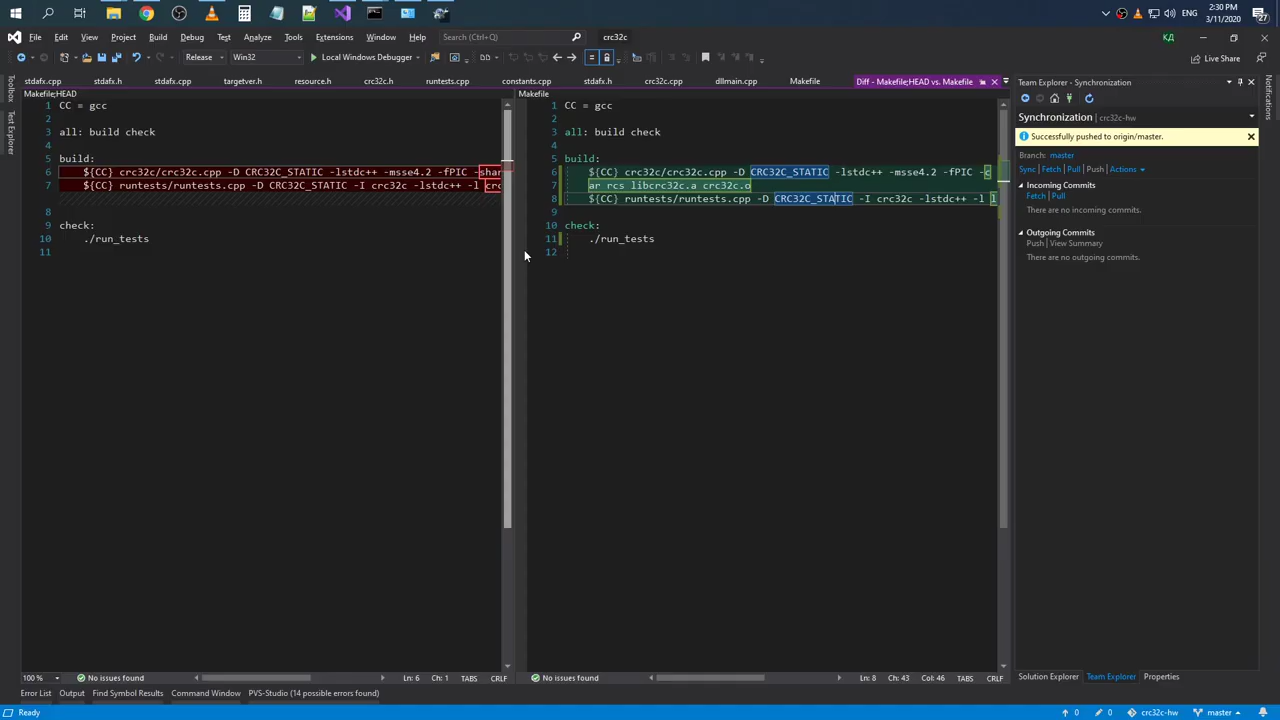 ENG
2:30 PM
3/11/2020
27
File Edit View Project Build Debug Test Analyze Tools Extensions Window Help
Search (Ctrl+Q)
crc32c
КД
Release
Win32
Local Windows Debugger
Live Share
stdafx.cpp stdafx.h targetver.h resource.h crc32c.h runtests.cpp constants.cpp stdafx.h crc32c.cpp dllmain.cpp Makefile Diff - Makefile;HEAD vs. Makefile
Toolbox
Test Explorer
Makefile;HEAD
1 CC = gcc
2
3 all: build check
4
5 build:
6 ${CC} crc32c/crc32c.cpp -D CRC32C_STATIC -lstdc++ -msse4.2 -fPIC -shar
7 ${CC} runtests/runtests.cpp -D CRC32C_STATIC -I crc32c -lstdc++ -l crc
8
9 check:
10 ./run_tests
11
100 %
No issues found
Ln: 6 Ch: 1 TABS CRLF
Makefile
1 CC = gcc
2
3 all: build check
4
5 build:
6 ${CC} crc32c/crc32c.cpp -D CRC32C_STATIC -lstdc++ -msse4.2 -fPIC -c
7 ar rcs libcrc32c.a crc32c.o
8 ${CC} runtests/runtests.cpp -D CRC32C_STATIC -I crc32c -lstdc++ -l l
9
10 check:
11 ./run_tests
12
No issues found
Ln: 8 Ch: 43 Col: 46 TABS CRLF
Team Explorer - Synchronization
Synchronization | crc32c-hw
Successfully pushed to origin/master.
Branch: master
Sync | Fetch | Pull | Push | Actions
Incoming Commits
Fetch | Pull
There are no incoming commits.
Outgoing Commits
Push | View Summary
There are no outgoing commits.
Notifications
Solution Explorer Team Explorer Properties
Error List Output Find Symbol Results Command Window PVS-Studio (14 possible errors)
Ready
0
0
crc32c-hw
master